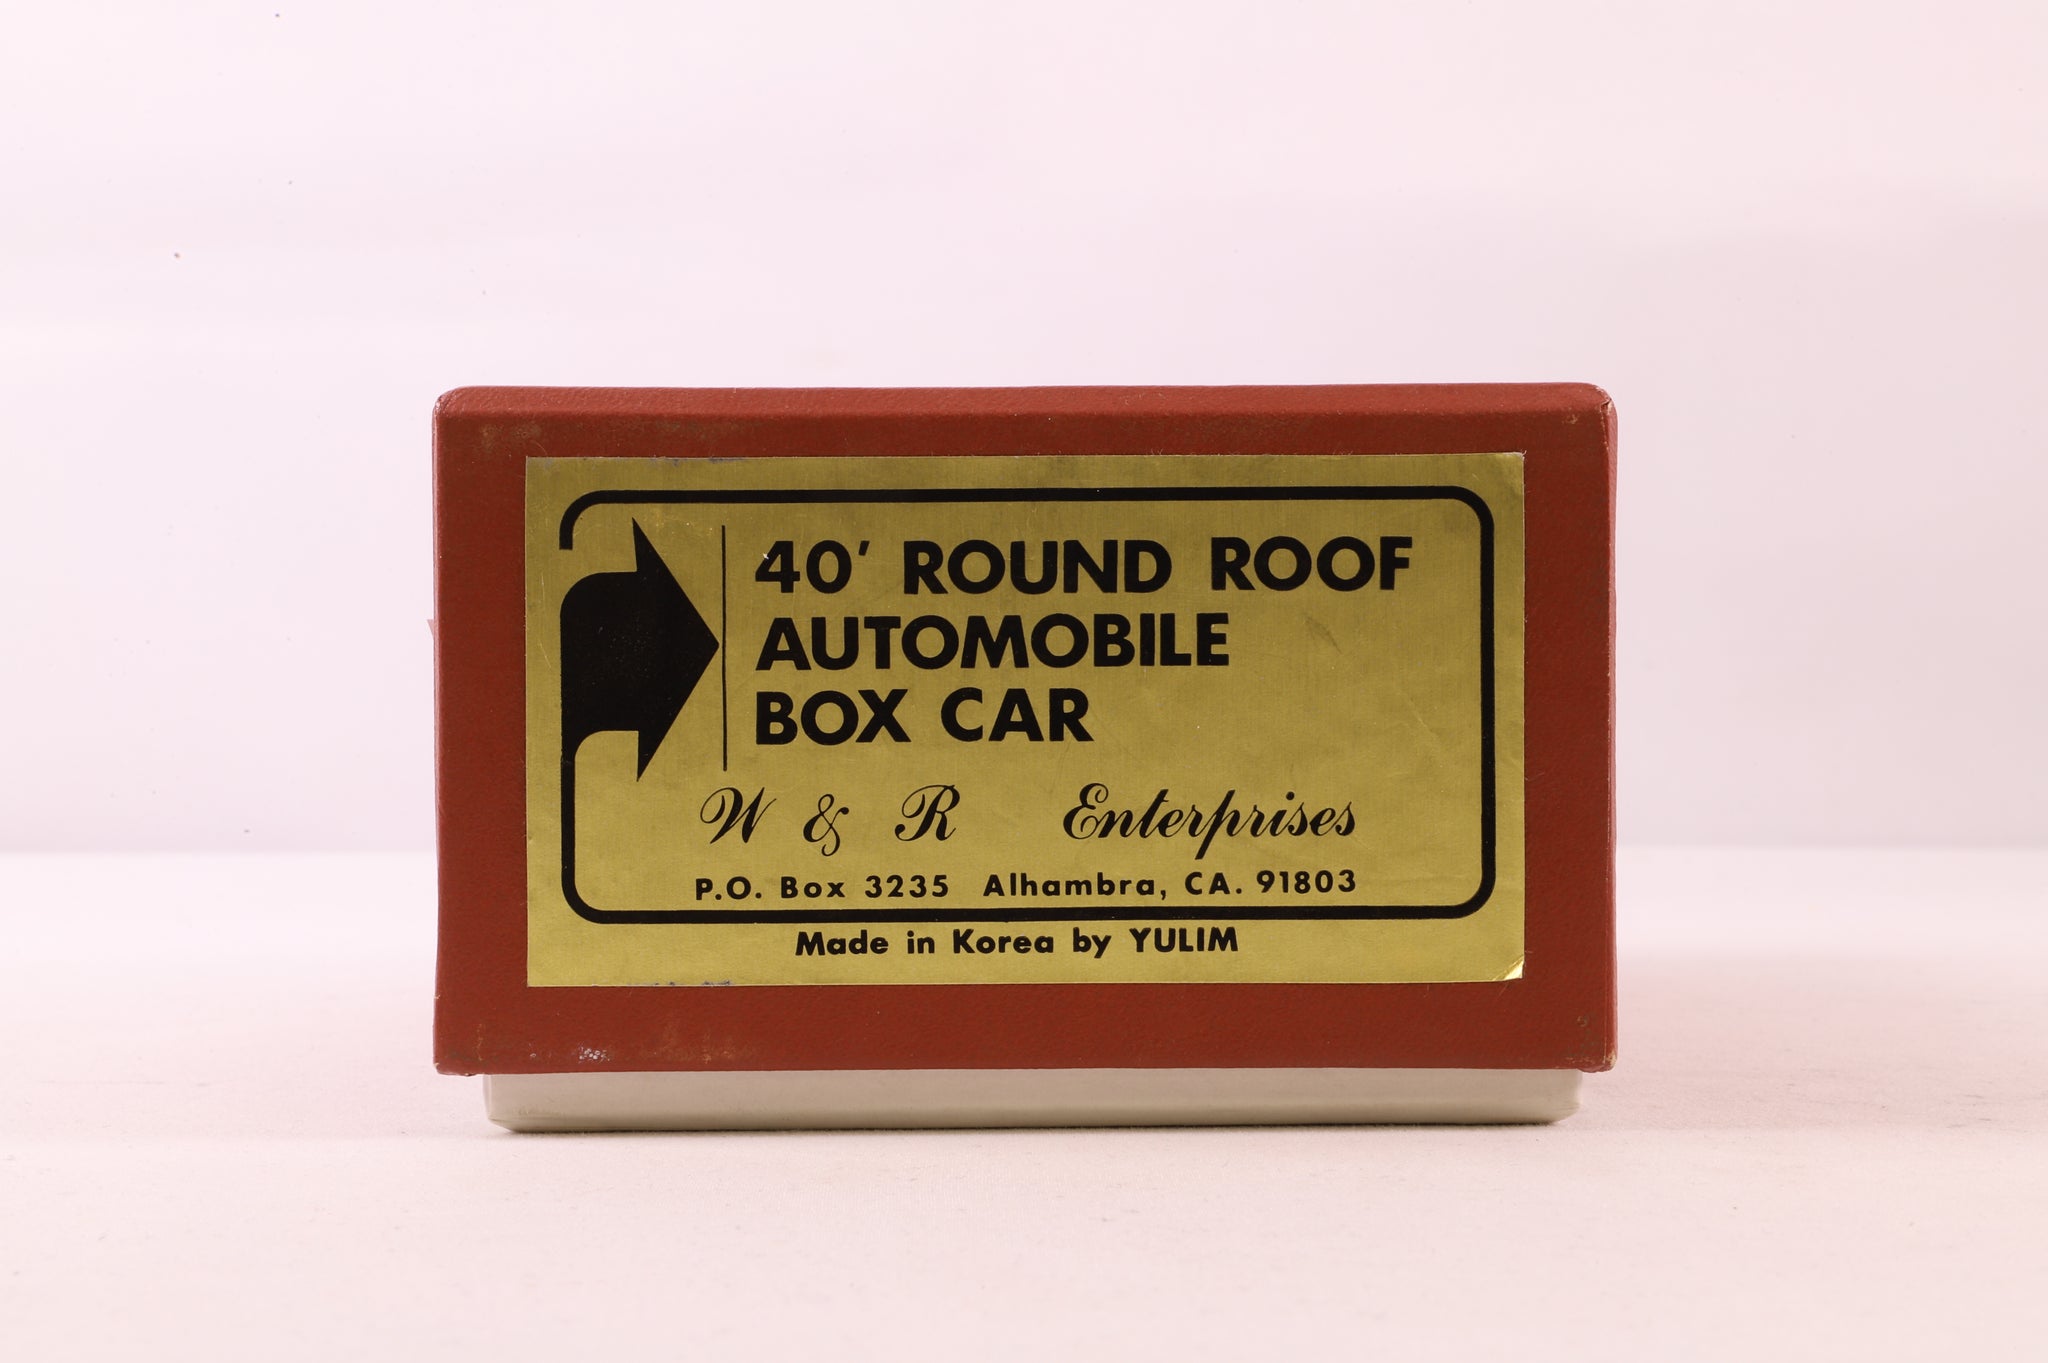 40' ROUND ROOF
AUTOMOBILE
BOX CAR
W & R Enterprises
P.O. Box 3235 Alhambra, CA. 91803
Made in Korea by YULIM